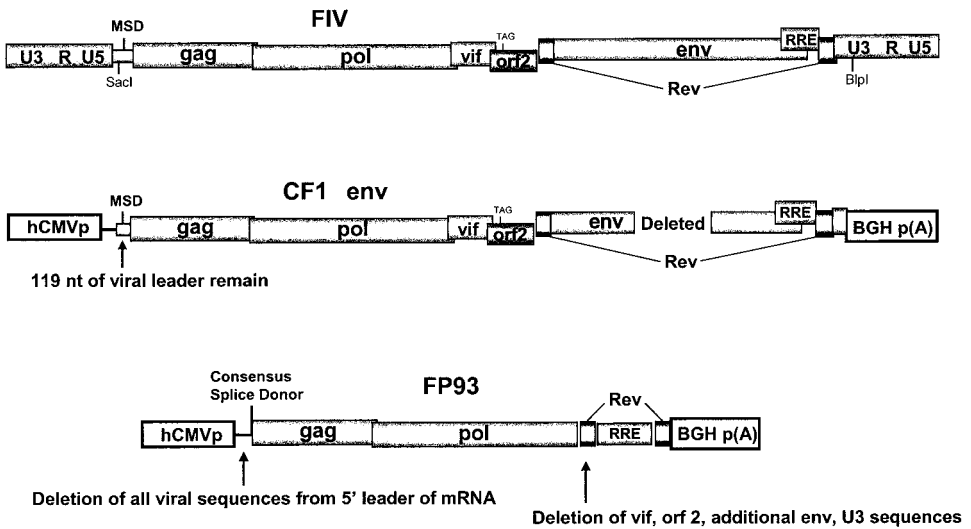 FIV
MSD
TAG
U3 R U5 gag pol vif orf2 env RRE U3 R U5
SacI
Rev
BlpI
CF1 env
MSD
TAG
hCMVp gag pol vif orf2 env Deleted RRE BGH p(A)
Rev
119 nt of viral leader remain
FP93
Consensus
Splice Donor
Rev
hCMVp gag pol RRE BGH p(A)
Deletion of all viral sequences from 5' leader of mRNA
Deletion of vif, orf 2, additional env, U3 sequences